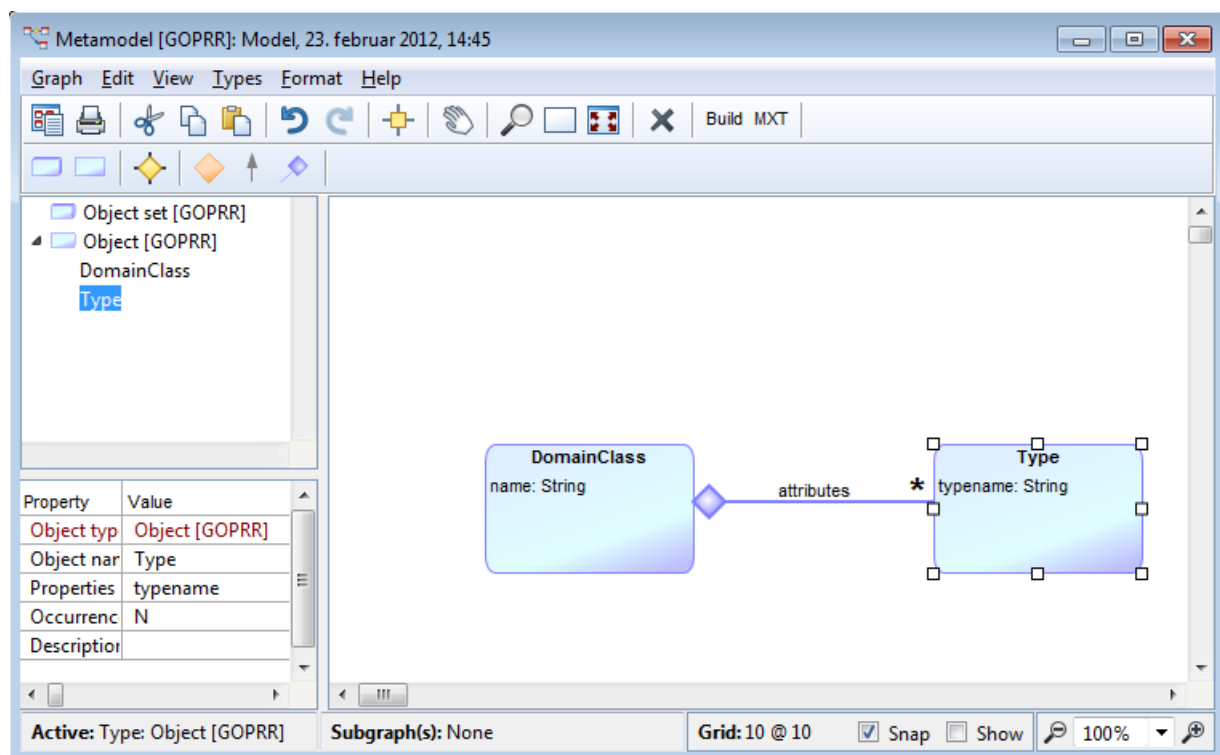 Metamodel [GOPRR]: Model, 23. februar 2012, 14:45
Graph Edit View Types Format Help
Build MXT
Object set [GOPRR]
Object [GOPRR]
DomainClass
Type
Property Value
Object typ Object [GOPRR]
Object nar Type
Properties typename
Occurrenc N
Descriptior
DomainClass
name: String
attributes
*
Type
typename: String
Active: Type: Object [GOPRR] Subgraph(s): None Grid: 10 @ 10 Snap Show 100%